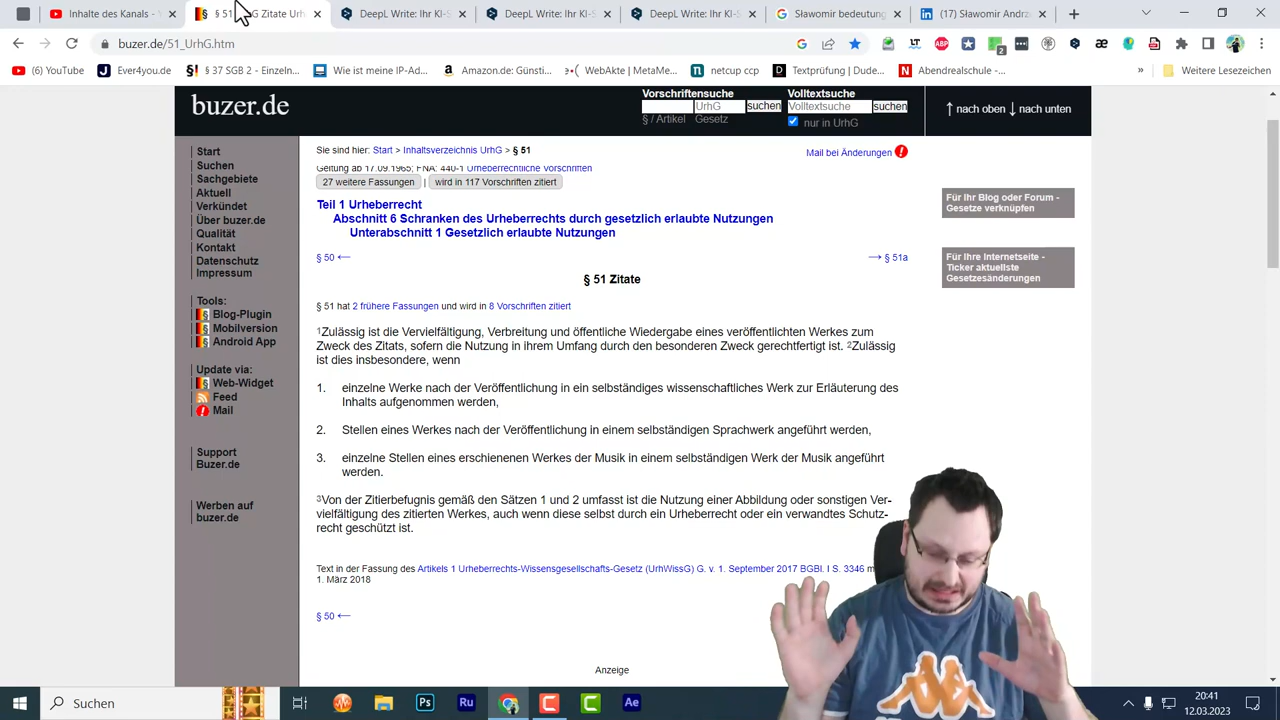 Inhalte des Kanals -
§ 51 UrhG Zitate Urh
DeepL Write: Ihr KI-S
DeepL Write: Ihr KI-S
DeepL Write: Ihr KI-S
Sławomir bedeutung
Sławomir Andrz
buzer.de/51_UrhG.htm
2
(6) YouTube
Ever4you.de
§ 37 SGB 2 - Einzeln...
Wie ist meine IP-Ad...
Amazon.de: Günsti...
WebAkte | MetaMe...
netcup ccp
Textprüfung | Dude...
Abendrealschule -...
»
Weitere Lesezeichen
buzer.de
Vorschriftensuche
UrhG
suchen
§ / Artikel Gesetz
Volltextsuche
Volltextsuche
suchen
nur in UrhG
↑ nach oben ↓ nach unten
Start
Suchen
Sachgebiete
Aktuell
Verkündet
Über buzer.de
Qualität
Kontakt
Datenschutz
Impressum
Tools:
Blog-Plugin
Mobilversion
Android App
Update via:
Web-Widget
Feed
Mail
Support
Buzer.de
Werben auf
buzer.de
Sie sind hier: Start > Inhaltsverzeichnis UrhG > § 51
Mail bei Änderungen
Geltung ab 17.09.1965; FNA: 440-1 Urheberrechtliche Vorschriften
27 weitere Fassungen | wird in 117 Vorschriften zitiert
Teil 1 Urheberrecht
Abschnitt 6 Schranken des Urheberrechts durch gesetzlich erlaubte Nutzungen
Unterabschnitt 1 Gesetzlich erlaubte Nutzungen
§ 50 ←
→ § 51a
§ 51 Zitate
§ 51 hat 2 frühere Fassungen und wird in 8 Vorschriften zitiert
¹Zulässig ist die Vervielfältigung, Verbreitung und öffentliche Wiedergabe eines veröffentlichten Werkes zum
Zweck des Zitats, sofern die Nutzung in ihrem Umfang durch den besonderen Zweck gerechtfertigt ist. ²Zulässig
ist dies insbesondere, wenn
1. einzelne Werke nach der Veröffentlichung in ein selbständiges wissenschaftliches Werk zur Erläuterung des
Inhalts aufgenommen werden,
2. Stellen eines Werkes nach der Veröffentlichung in einem selbständigen Sprachwerk angeführt werden,
3. einzelne Stellen eines erschienenen Werkes der Musik in einem selbständigen Werk der Musik angeführt
werden.
³Von der Zitierbefugnis gemäß den Sätzen 1 und 2 umfasst ist die Nutzung einer Abbildung oder sonstigen Ver-
vielfältigung des zitierten Werkes, auch wenn diese selbst durch ein Urheberrecht oder ein verwandtes Schutz-
recht geschützt ist.
Text in der Fassung des Artikels 1 Urheberrechts-Wissensgesellschafts-Gesetz (UrhWissG) G. v. 1. September 2017 BGBl. I S. 3346 m
1. März 2018
§ 50 ←
Anzeige
Für Ihr Blog oder Forum -
Gesetze verknüpfen
Für Ihre Internetseite -
Ticker aktuellste
Gesetzesänderungen
Kappa
Suchen
Ps
Ru
Ae
20:41
12.03.2023